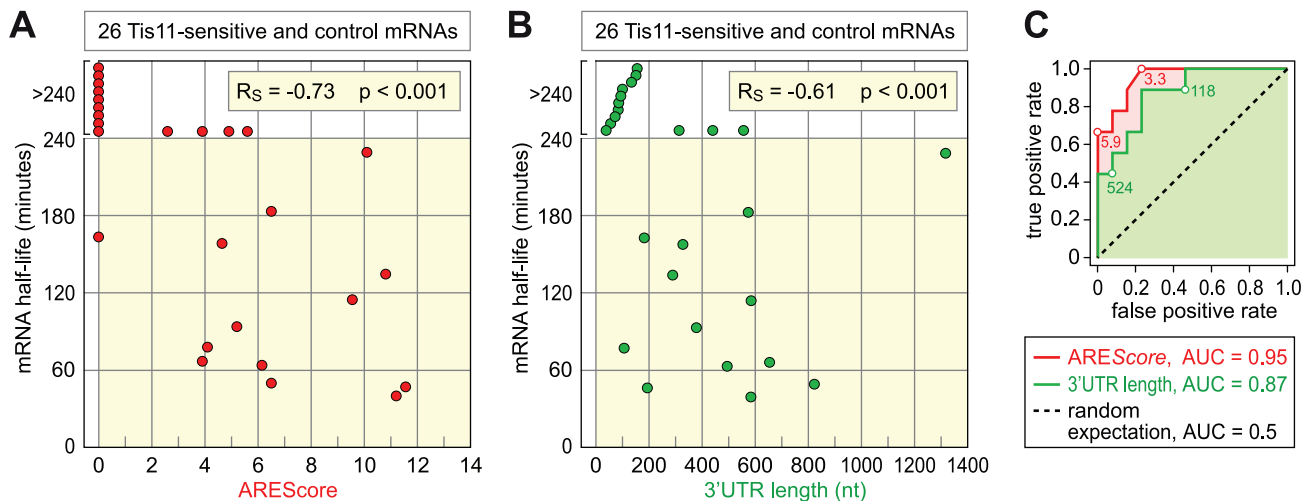 A
26 Tis11-sensitive and control mRNAs
RS = -0.73 p < 0.001
>240
240
180
120
60
0
mRNA half-life (minutes)
0 2 4 6 8 10 12 14
AREScore
B
26 Tis11-sensitive and control mRNAs
RS = -0.61 p < 0.001
>240
240
180
120
60
0
mRNA half-life (minutes)
0 200 400 600 800 1000 1200 1400
3'UTR length (nt)
C
1.0
0.8
0.6
0.4
0.2
0
true positive rate
3.3
118
5.9
524
0 0.2 0.4 0.6 0.8 1.0
false positive rate
AREScore, AUC = 0.95
3'UTR length, AUC = 0.87
random
expectation, AUC = 0.5